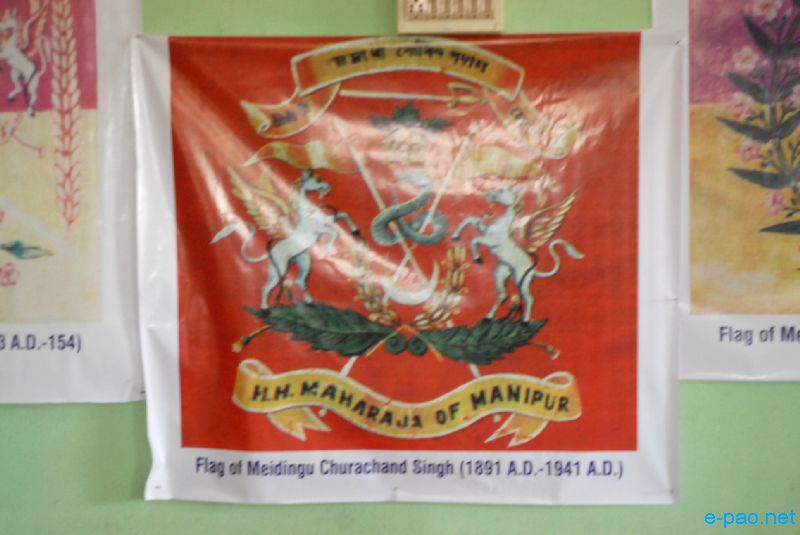 3 A.D.-154)
H.H. MAHARAJA OF MANIPUR
Flag of Meidingu Churachand Singh (1891 A.D.-1941 A.D.)
Flag of Me
e-pao.net